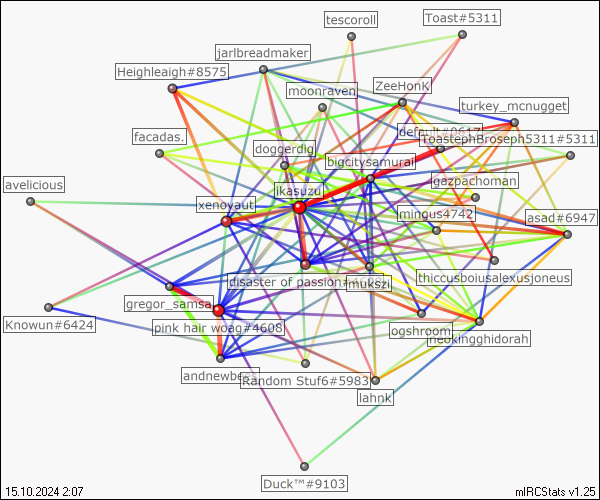 tescoroll
Toast#5311
jarlbreadmaker
Heighleaigh#8575
moonraven
ZeeHonK
turkey_mcnugget
default#0617
facadas.
ToastephBroseph5311#5311
doggerdig
bigcitysamurai
gazpachoman
avelicious
ikasuzu
xenoyaut
mingus4742
asad#6947
disaster of passion
mukszi
thiccusboiusalexusjoneus
gregor_samsa
Knowun#6424
pink hair woag#4608
ogshroom
neokingghidorah
andnewbe
Random Stuf6#5983
lahnk
Duck™#9103
15.10.2024 2:07
mIRCStats v1.25